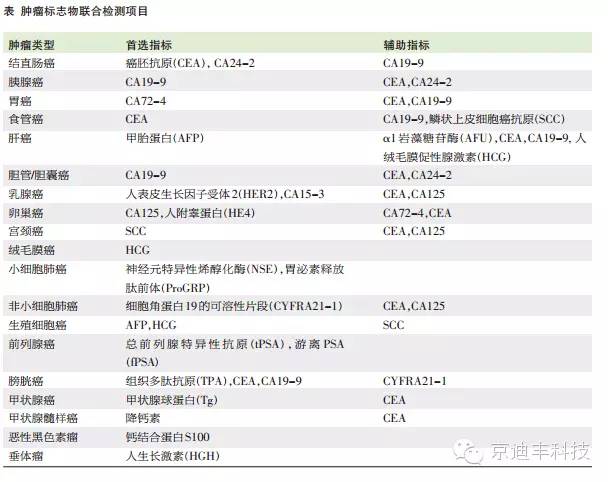 表 肿瘤标志物联合检测项目
肿瘤类型 首选指标 辅助指标
结直肠癌 癌胚抗原(CEA), CA24-2 CA19-9
胰腺癌 CA19-9 CEA,CA24-2
胃癌 CA72-4 CEA,CA19-9
食管癌 CEA CA19-9,鳞状上皮细胞癌抗原(SCC)
肝癌 甲胎蛋白(AFP) α1岩藻糖苷酶(AFU),CEA,CA19-9,人
绒毛膜促性腺激素(HCG)
胆管/胆囊癌 CA19-9 CEA,CA24-2
乳腺癌 人表皮生长因子受体2(HER2),CA15-3 CEA,CA125
卵巢癌 CA125,人附睾蛋白(HE4) CA72-4,CEA
宫颈癌 SCC CEA,CA125
绒毛膜癌 HCG
小细胞肺癌 神经元特异性烯醇化酶(NSE),胃泌素释放
肽前体(ProGRP)
非小细胞肺癌 细胞角蛋白19的可溶性片段(CYFRA21-1) CEA,CA125
生殖细胞癌 AFP,HCG SCC
前列腺癌 总前列腺特异性抗原(tPSA),游离PSA
(fPSA)
膀胱癌 组织多肽抗原(TPA),CEA,CA19-9 CYFRA21-1
甲状腺癌 甲状腺球蛋白(Tg) CEA
甲状腺髓样癌 降钙素 CEA
恶性黑色素瘤 钙结合蛋白S100
垂体瘤 人生长激素(HGH)
京迪丰科技